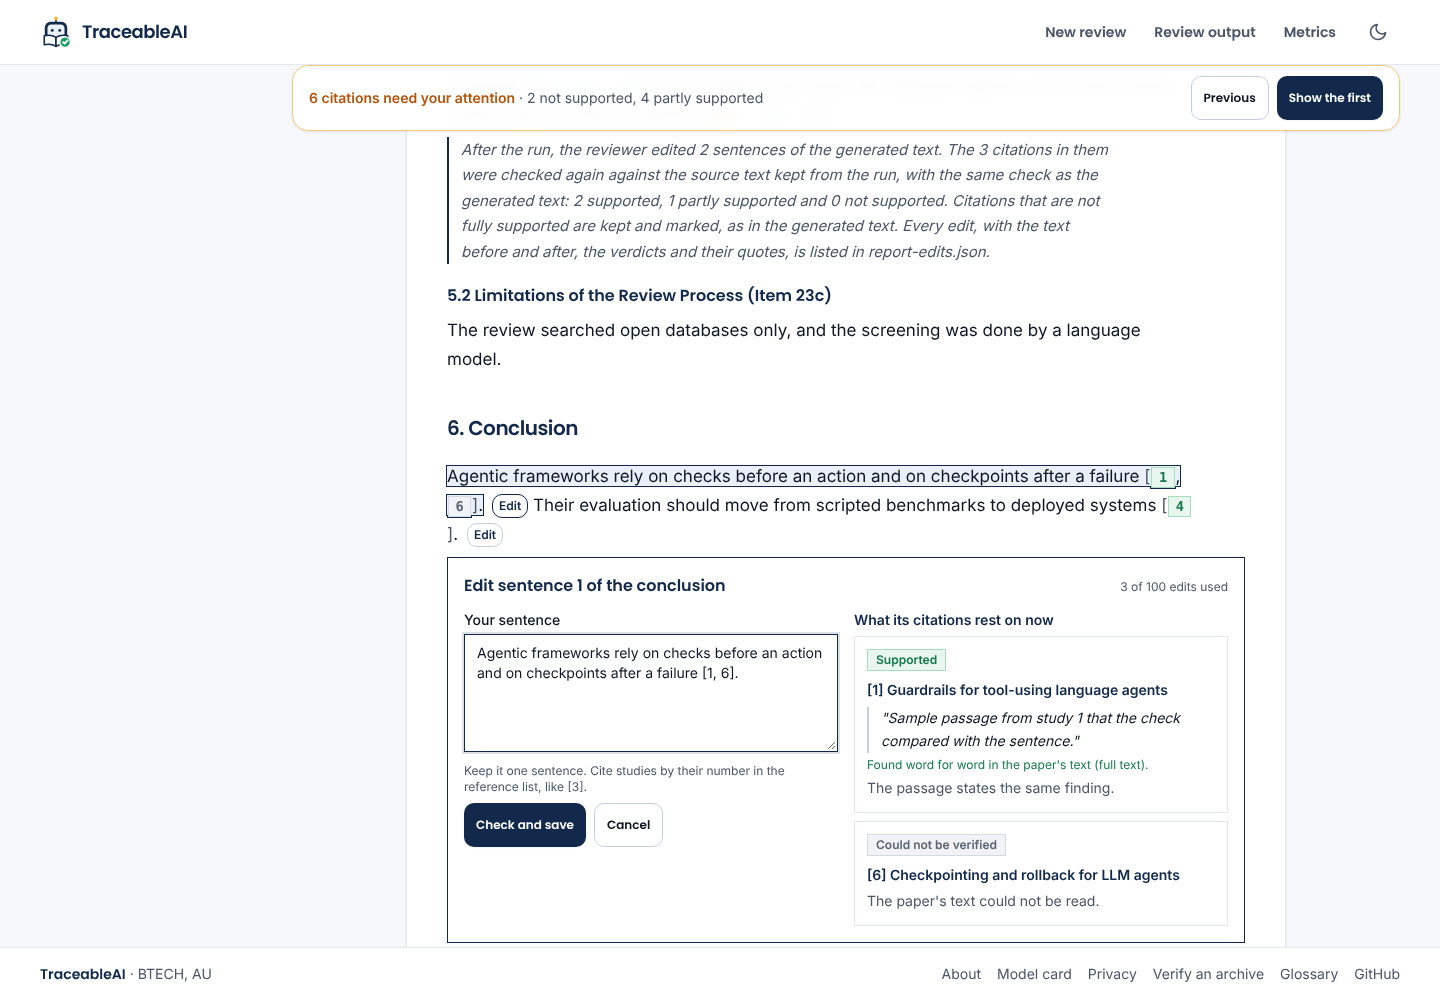 TraceableAI
New review
Review output
Metrics
6 citations need your attention · 2 not supported, 4 partly supported
Previous
Show the first
After the run, the reviewer edited 2 sentences of the generated text. The 3 citations in them
were checked again against the source text kept from the run, with the same check as the
generated text: 2 supported, 1 partly supported and 0 not supported. Citations that are not
fully supported are kept and marked, as in the generated text. Every edit, with the text
before and after, the verdicts and their quotes, is listed in report-edits.json.
5.2 Limitations of the Review Process (Item 23c)
The review searched open databases only, and the screening was done by a language
model.
6. Conclusion
Agentic frameworks rely on checks before an action and on checkpoints after a failure [1,
6]. Edit Their evaluation should move from scripted benchmarks to deployed systems [4
]. Edit
Edit sentence 1 of the conclusion
3 of 100 edits used
Your sentence
Agentic frameworks rely on checks before an action
and on checkpoints after a failure [1, 6].
Keep it one sentence. Cite studies by their number in the
reference list, like [3].
Check and save
Cancel
What its citations rest on now
Supported
[1] Guardrails for tool-using language agents
"Sample passage from study 1 that the check
compared with the sentence."
Found word for word in the paper's text (full text).
The passage states the same finding.
Could not be verified
[6] Checkpointing and rollback for LLM agents
The paper's text could not be read.
TraceableAI · BTECH, AU
About
Model card
Privacy
Verify an archive
Glossary
GitHub